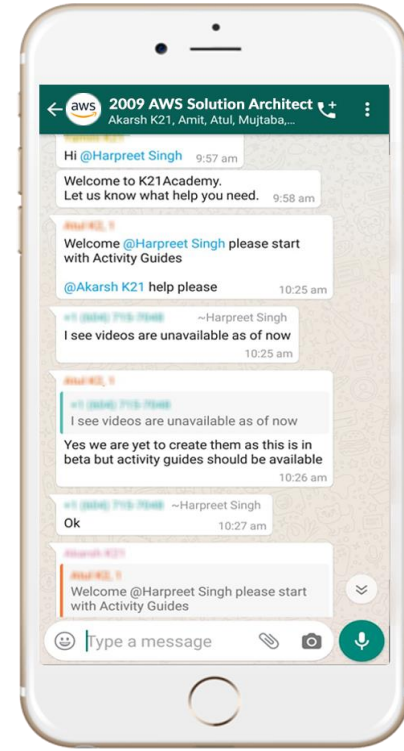 aws
2009 AWS Solution Architect
Akarsh K21, Amit, Atul, Mujtaba,...
Hi @Harpreet Singh 9:57 am
Welcome to K21Academy.
Let us know what help you need. 9:58 am
Welcome @Harpreet Singh please start
with Activity Guides
@Akarsh K21 help please 10:25 am
~Harpreet Singh
I see videos are unavailable as of now
10:25 am
I see videos are unavailable as of now
Yes we are yet to create them as this is in
beta but activity guides should be available
10:26 am
~Harpreet Singh
Ok 10:27 am
Welcome @Harpreet Singh please start
with Activity Guides
Type a message